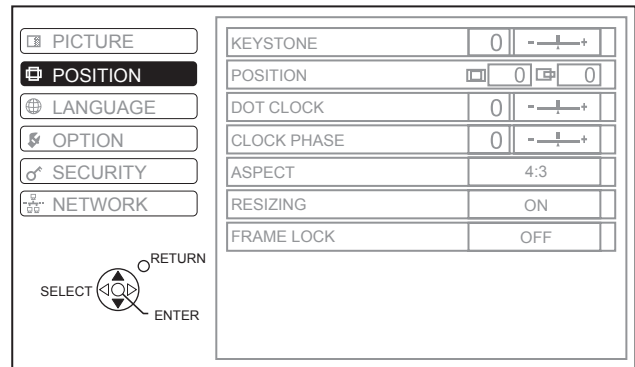 PICTURE
POSITION
LANGUAGE
OPTION
SECURITY
NETWORK
RETURN
SELECT
ENTER
KEYSTONE 0 - +
POSITION 0 0
DOT CLOCK 0 - +
CLOCK PHASE 0 - +
ASPECT 4:3
RESIZING ON
FRAME LOCK OFF